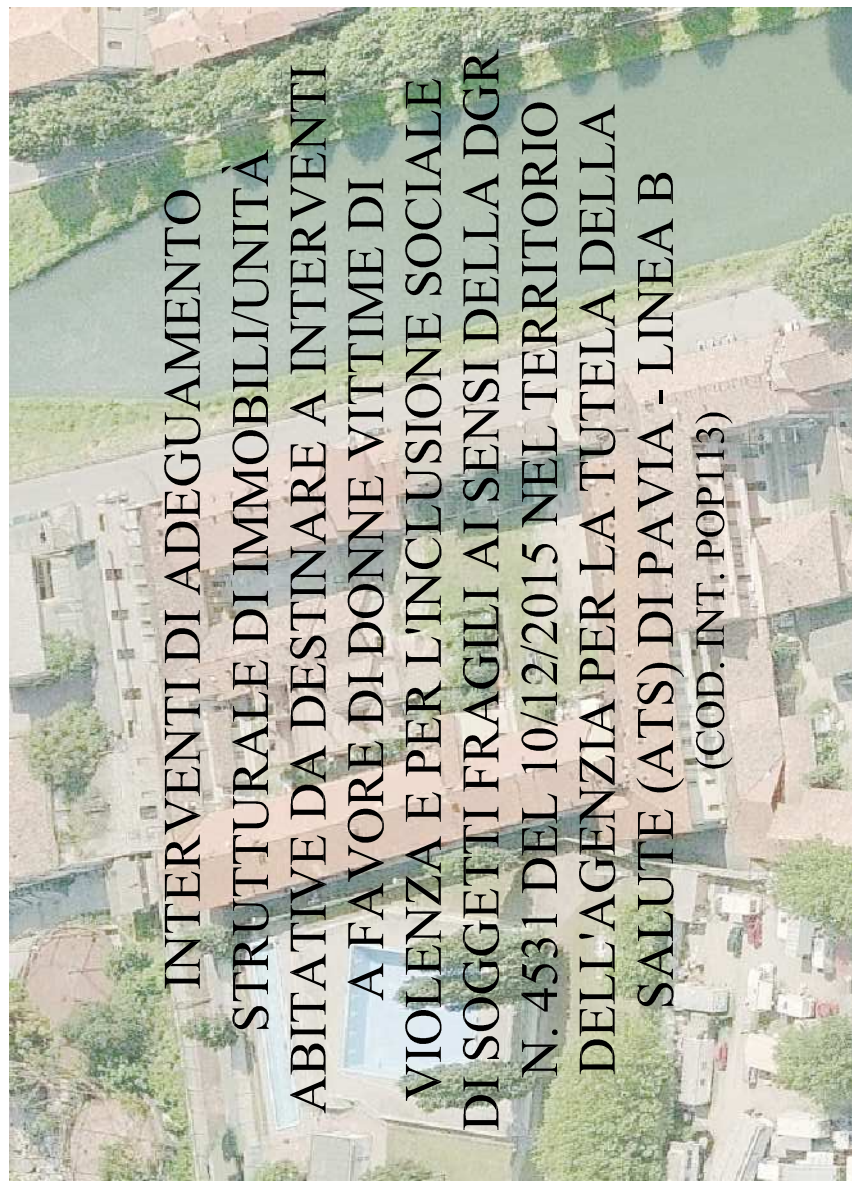 INTERVENTI DI ADEGUAMENTO
STRUTTURALE DI IMMOBILI/UNITÀ
ABITATIVE DA DESTINARE A INTERVENTI
A FAVORE DI DONNE VITTIME DI
VIOLENZA E PER L'INCLUSIONE SOCIALE
DI SOGGETTI FRAGILI AI SENSI DELLA DGR
N. 4531 DEL 10/12/2015 NEL TERRITORIO
DELL'AGENZIA PER LA TUTELA DELLA
SALUTE (ATS) DI PAVIA - LINEA B
(COD. INT. POP113)